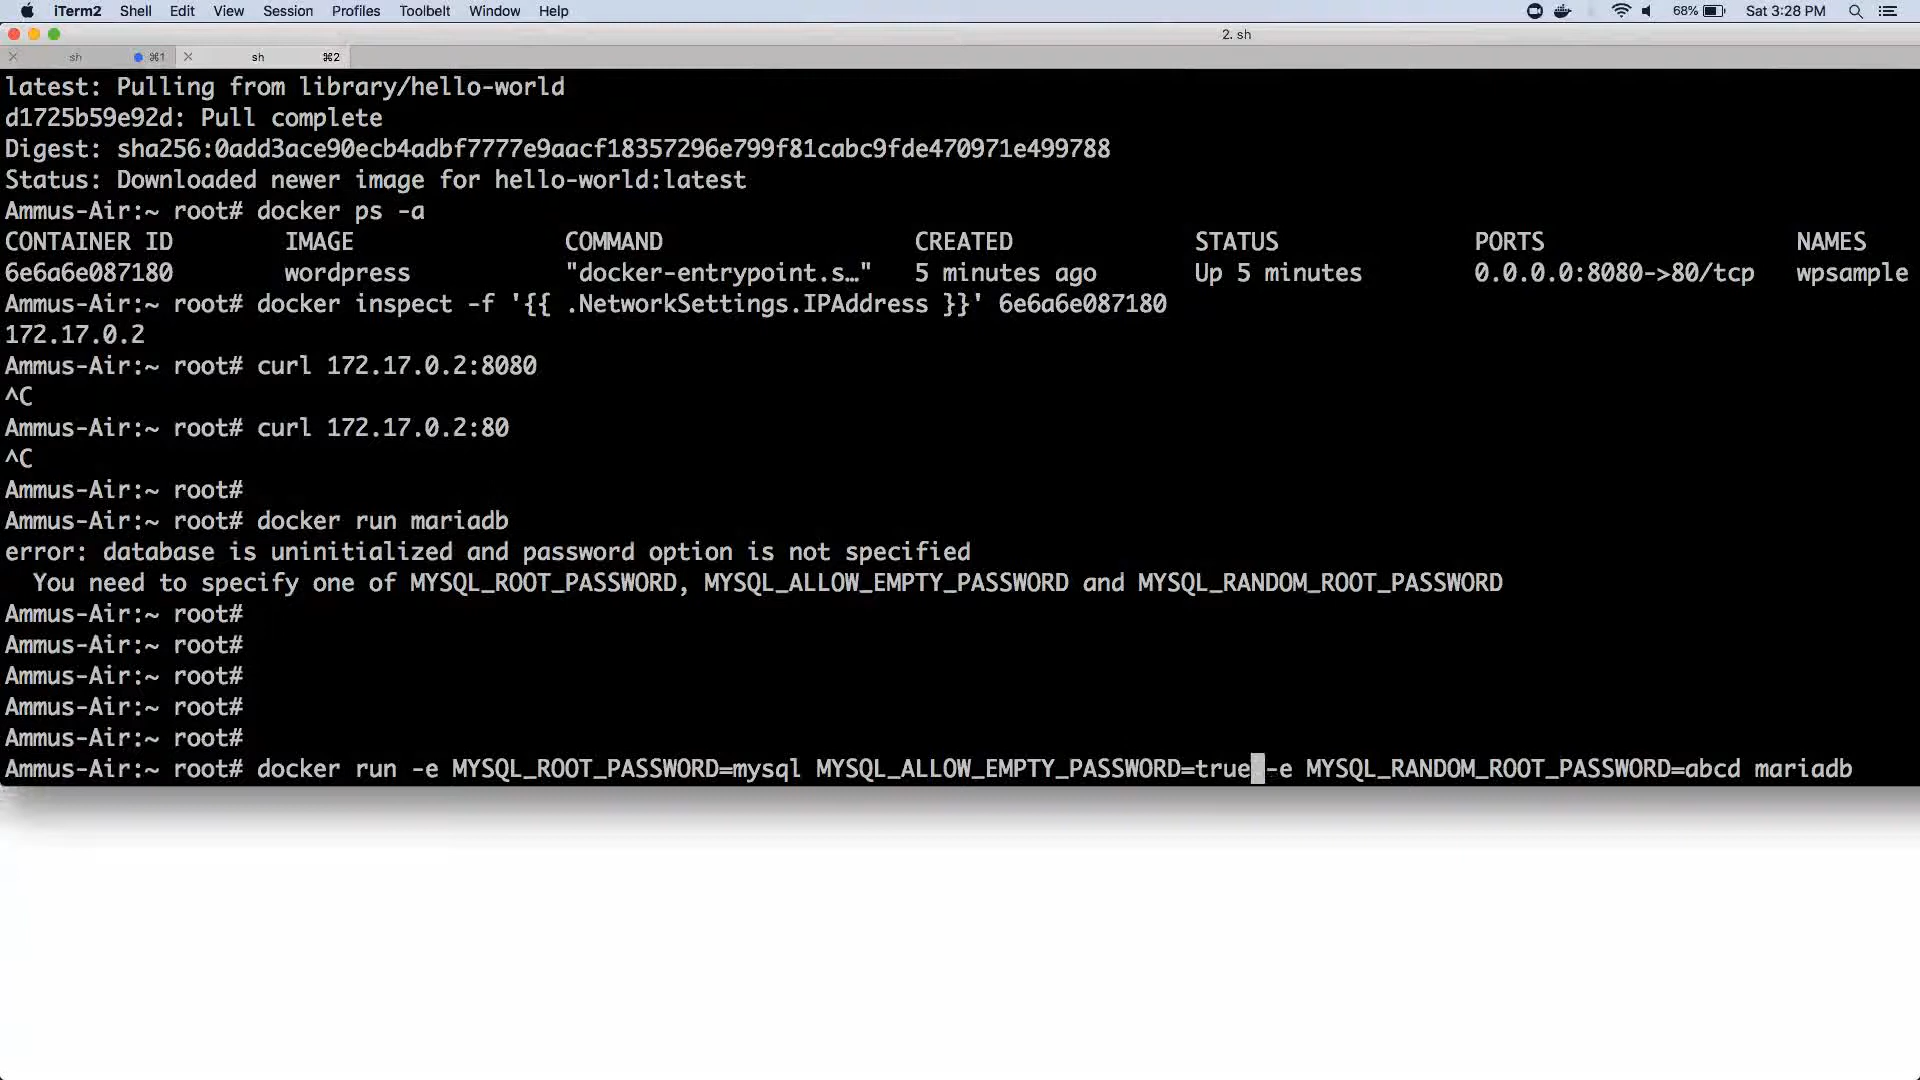 iTerm2 Shell Edit View Session Profiles Toolbelt Window Help 68% Sat 3:28 PM
2. sh
sh ⌘1 sh ⌘2
latest: Pulling from library/hello-world
d1725b59e92d: Pull complete
Digest: sha256:0add3ace90ecb4adbf7777e9aacf18357296e799f81cabc9fde470971e499788
Status: Downloaded newer image for hello-world:latest
Ammus-Air:~ root# docker ps -a
CONTAINER ID IMAGE COMMAND CREATED STATUS PORTS NAMES
6e6a6e087180 wordpress "docker-entrypoint.s…" 5 minutes ago Up 5 minutes 0.0.0.0:8080->80/tcp wpsample
Ammus-Air:~ root# docker inspect -f '{{ .NetworkSettings.IPAddress }}' 6e6a6e087180
172.17.0.2
Ammus-Air:~ root# curl 172.17.0.2:8080
^C
Ammus-Air:~ root# curl 172.17.0.2:80
^C
Ammus-Air:~ root#
Ammus-Air:~ root# docker run mariadb
error: database is uninitialized and password option is not specified
You need to specify one of MYSQL_ROOT_PASSWORD, MYSQL_ALLOW_EMPTY_PASSWORD and MYSQL_RANDOM_ROOT_PASSWORD
Ammus-Air:~ root#
Ammus-Air:~ root#
Ammus-Air:~ root#
Ammus-Air:~ root#
Ammus-Air:~ root#
Ammus-Air:~ root# docker run -e MYSQL_ROOT_PASSWORD=mysql MYSQL_ALLOW_EMPTY_PASSWORD=true -e MYSQL_RANDOM_ROOT_PASSWORD=abcd mariadb